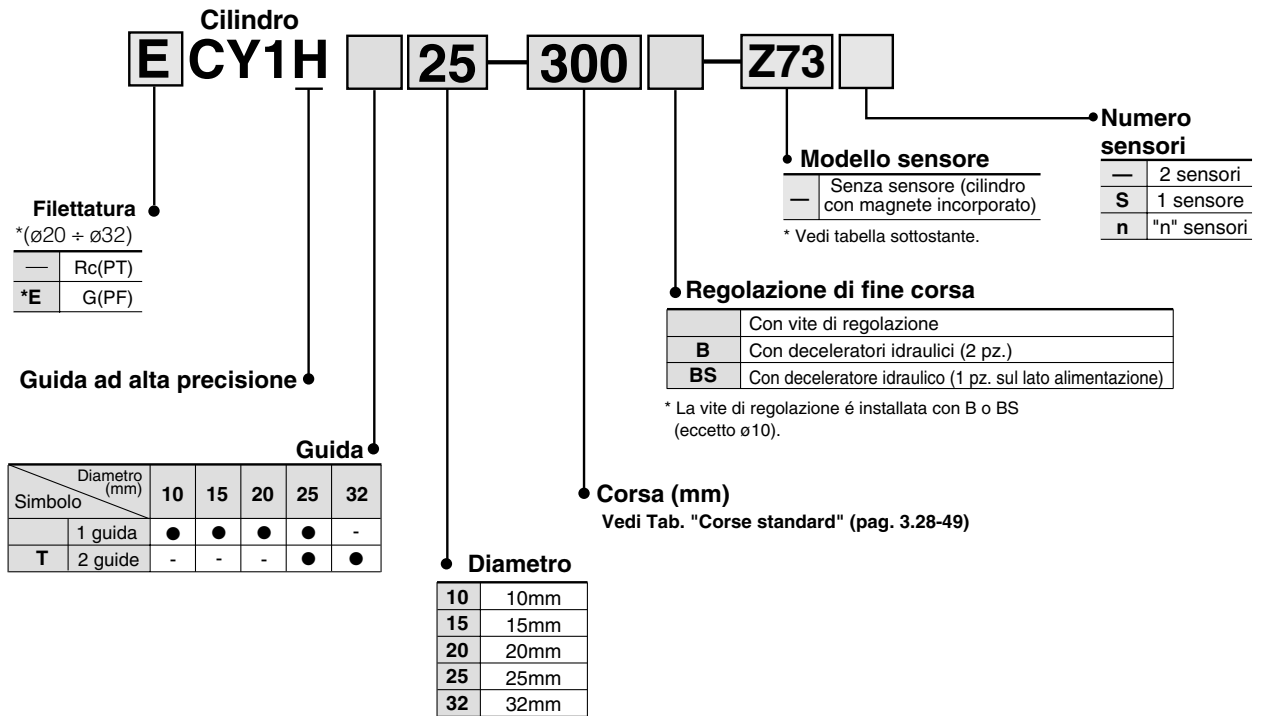 Cilindro
E CY1H 25 — 300 — Z73
Numero
sensori
— 2 sensori
S 1 sensore
n "n" sensori
Modello sensore
— Senza sensore (cilindro
con magnete incorporato)
* Vedi tabella sottostante.
Filettatura
*(ø20 ÷ ø32)
— Rc(PT)
*E G(PF)
Regolazione di fine corsa
Con vite di regolazione
B Con deceleratori idraulici (2 pz.)
BS Con deceleratore idraulico (1 pz. sul lato alimentazione)
* La vite di regolazione é installata con B o BS
(eccetto ø10).
Guida ad alta precisione
Guida
Diametro
(mm)
Simbolo 10 15 20 25 32
1 guida ● ● ● ● -
T 2 guide - - - ● ●
Corsa (mm)
Vedi Tab. "Corse standard" (pag. 3.28-49)
Diametro
10 10mm
15 15mm
20 20mm
25 25mm
32 32mm